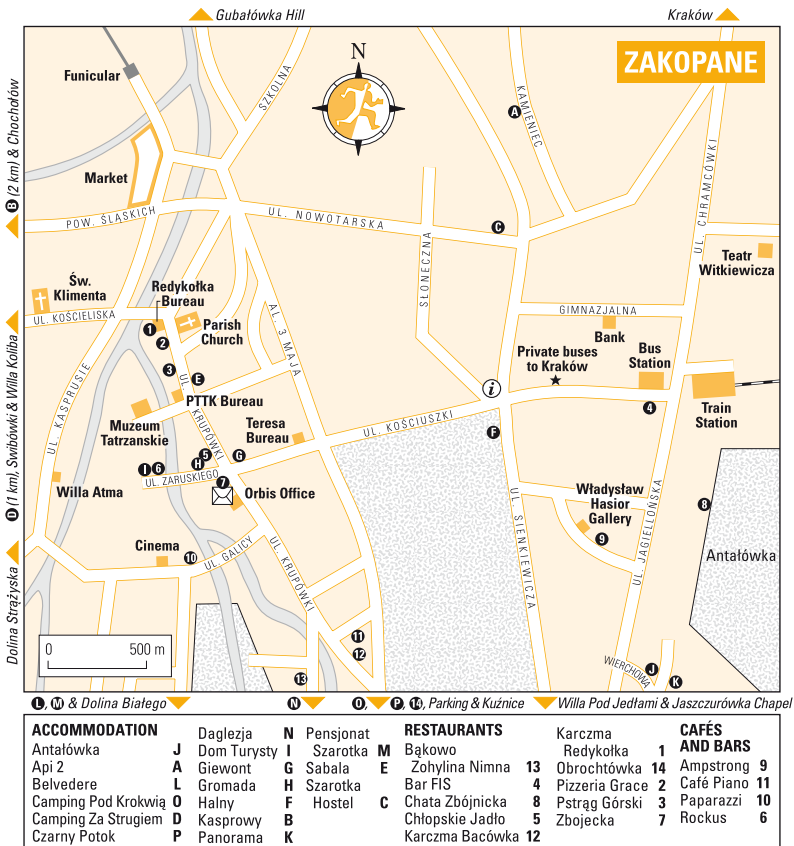 Gubałówka Hill
Kraków
ZAKOPANE
N
Funicular
SZKOLNA
KAMIENIEC
A
B (2 km) & Chochołów
Market
POW. ŚLĄSKICH
UL. NOWOTARSKA
C
UL. CHRAMCÓWKI
SŁONECZNA
Teatr
Witkiewicza
Św.
Klimenta
Redykołka
Bureau
UL. KOŚCIELISKA
1
2
Parish
Church
AL. 3 MAJA
GIMNAZJALNA
Bank
Private buses
to Kraków
Bus
Station
i
4
Train
Station
D (1 km), Swibówki & Willa Koliba
3
E
PTTK Bureau
UL. KASPRUSIE
Muzeum
Tatrzanskie
UL. KRUPÓWKI
Teresa
Bureau
UL. KOŚCIUSZKI
F
5
H
G
I
6
UL. ZARUSKIEGO
7
Orbis Office
Willa Atma
Władysław
Hasior
Gallery
9
8
Antałówka
UL. SIENKIEWICZA
UL. JAGIELLOŃSKA
Cinema
10
UL. GALICY
UL. KRUPÓWKI
Dolina Strążyska
0 500 m
11
12
13
WIERCHOWA
J
K
L, M & Dolina Białego
N
O, P, 14, Parking & Kuźnice
Willa Pod Jedłami & Jaszczurówka Chapel
ACCOMMODATION
Antałówka J
Api 2 A
Belvedere L
Camping Pod Krokwią O
Camping Za Strugiem D
Czarny Potok P
Daglezja N
Dom Turysty I
Giewont G
Gromada H
Halny F
Kasprowy B
Panorama K
Pensjonat
Szarotka M
Sabala E
Szarotka
Hostel C
RESTAURANTS
Bąkowo
Zohylina Nimna 13
Bar FIS 4
Chata Zbójnicka 8
Chłopskie Jadło 5
Karczma Bacówka 12
Karczma
Redykołka 1
Obrochtówka 14
Pizzeria Grace 2
Pstrąg Górski 3
Zbojecka 7
CAFÉS
AND BARS
Ampstrong 9
Café Piano 11
Paparazzi 10
Rockus 6